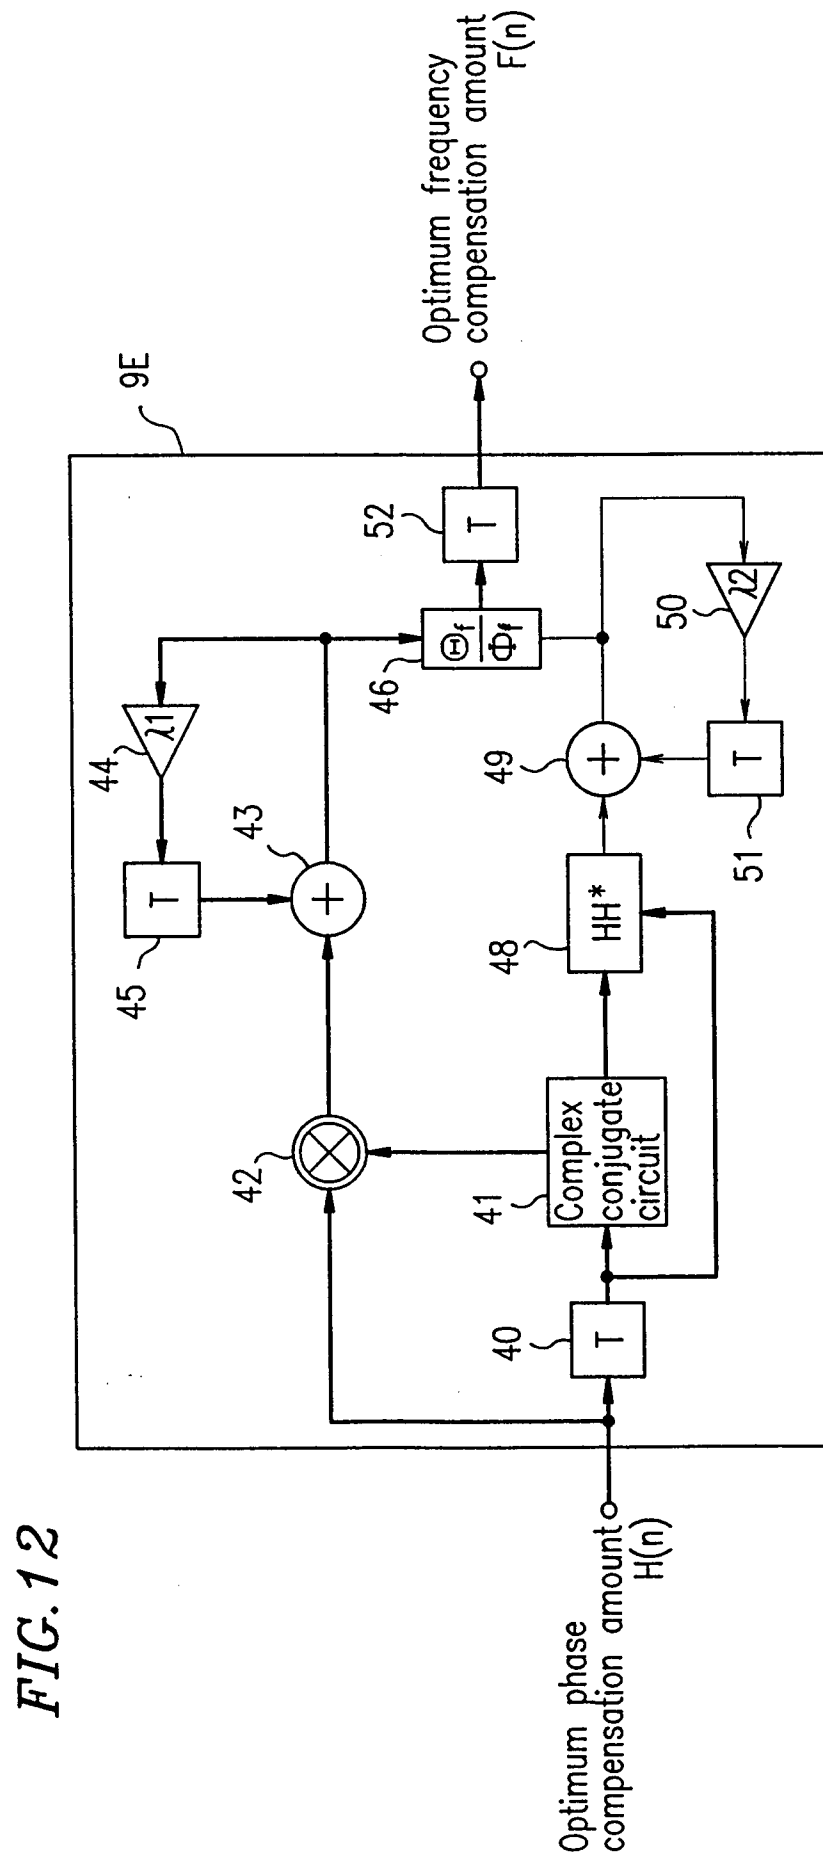 FIG.12
Optimum phase
compensation amount
H(n)
40
T
41
Complex
conjugate
circuit
42
43
+
44
λ1
45
T
46
Θf
Φf
48
HH*
49
+
50
λ2
51
T
52
T
9E
Optimum frequency
compensation amount
F(n)